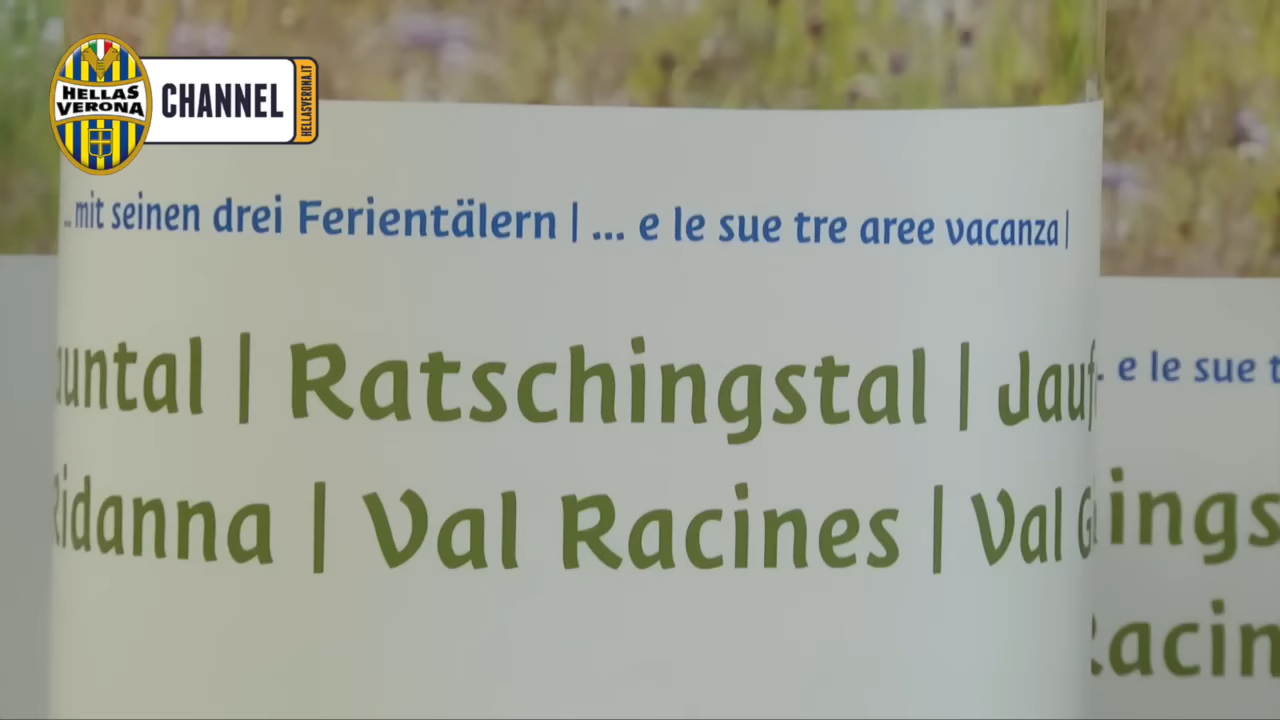 HELLAS
VERONA
CHANNEL
HELLASVERONA.IT
... mit seinen drei Ferientälern | ... e le sue tre aree vacanza |
| Ratschingstal |
| Val Racines | Val
e le sue